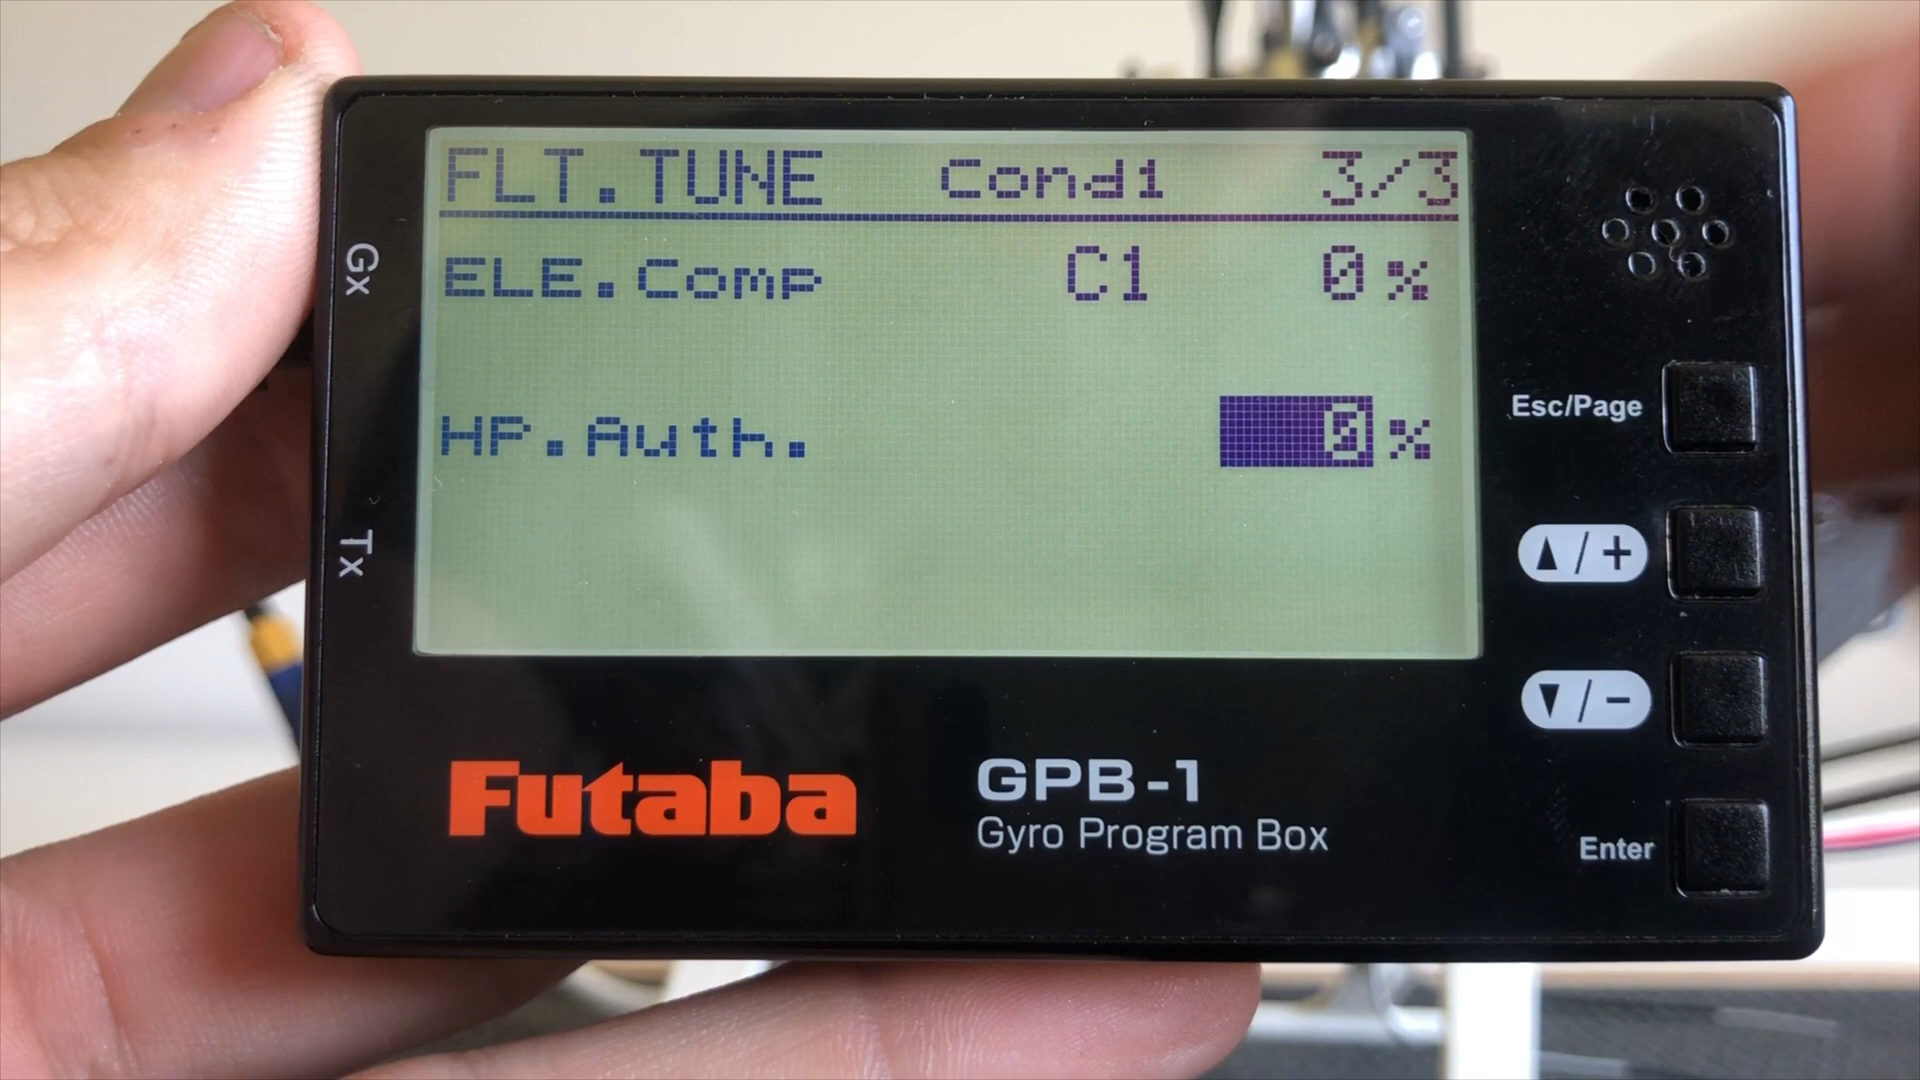 FLT.TUNE Cond1 3/3
ELE.Comp C1 0%
HP.Auth. 0%
Gx
Tx
Esc/Page
▲/+
▼/-
Enter
Futaba
GPB-1
Gyro Program Box